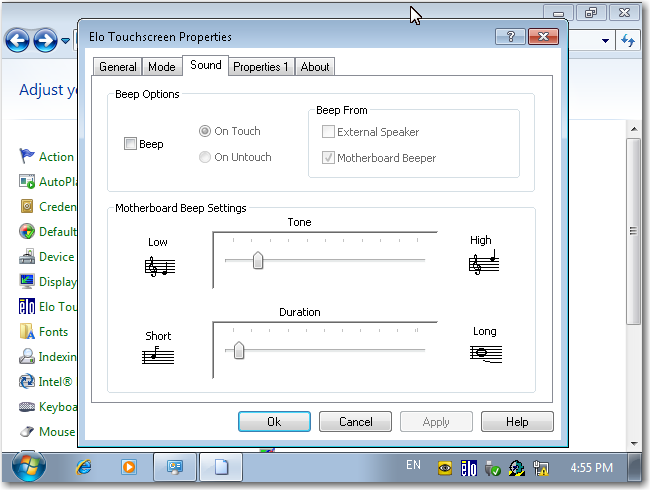 Elo Touchscreen Properties
General Mode Sound Properties 1 About
Adjust
Beep Options
Beep From
Beep
On Touch
On Untouch
External Speaker
Motherboard Beeper
Motherboard Beep Settings
Tone
Low
High
Duration
Short
Long
Ok Cancel Apply Help
Action
AutoPla
Creden
Default
Device
Display
elo Elo Tou
Fonts
Indexin
Intel®
Keyboa
Mouse
EN
elo
4:55 PM